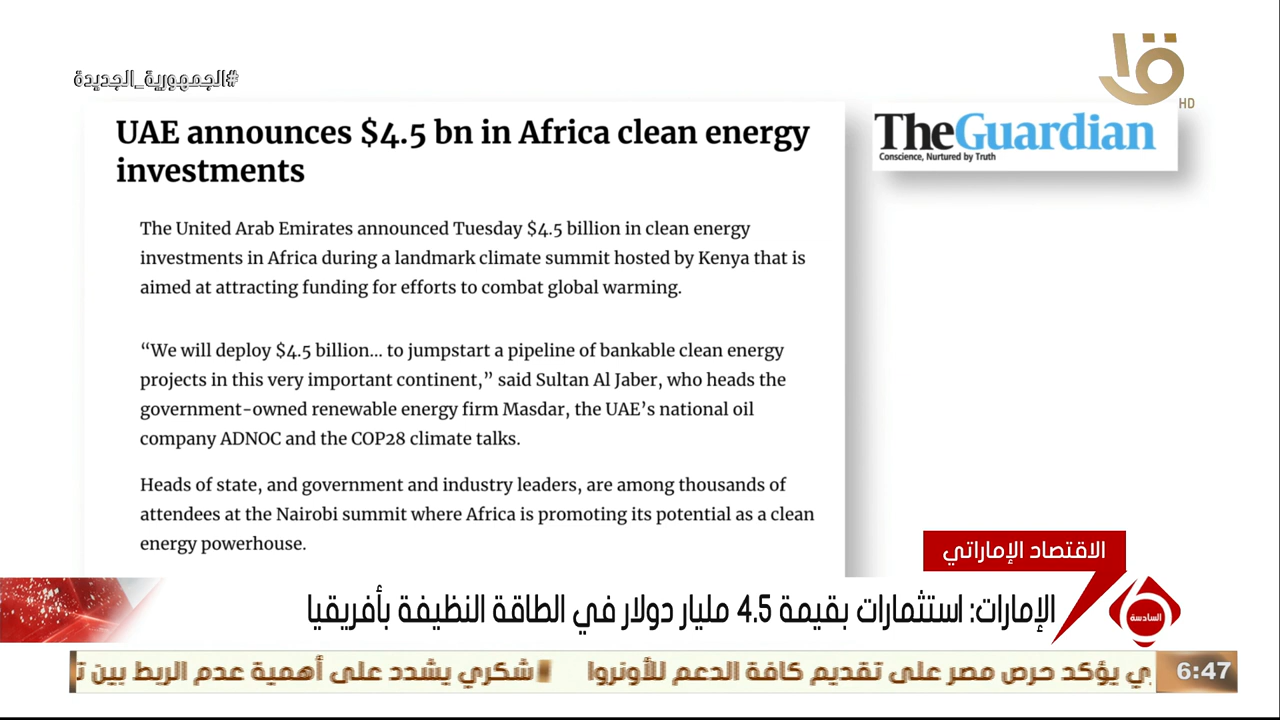 #الجمهورية_الجديدة
HD
TheGuardian
Conscience, Nurtured by Truth
UAE announces $4.5 bn in Africa clean energy
investments
The United Arab Emirates announced Tuesday $4.5 billion in clean energy
investments in Africa during a landmark climate summit hosted by Kenya that is
aimed at attracting funding for efforts to combat global warming.
“We will deploy $4.5 billion… to jumpstart a pipeline of bankable clean energy
projects in this very important continent,” said Sultan Al Jaber, who heads the
government-owned renewable energy firm Masdar, the UAE’s national oil
company ADNOC and the COP28 climate talks.
Heads of state, and government and industry leaders, are among thousands of
attendees at the Nairobi summit where Africa is promoting its potential as a clean
energy powerhouse.
الاقتصاد الإماراتي
السادسة
الإمارات: استثمارات بقيمة 4.5 مليار دولار في الطاقة النظيفة بأفريقيا
6:47
يؤكد حرص مصر على تقديم كافة الدعم للأونروا شكري يشدد على أهمية عدم الربط بين